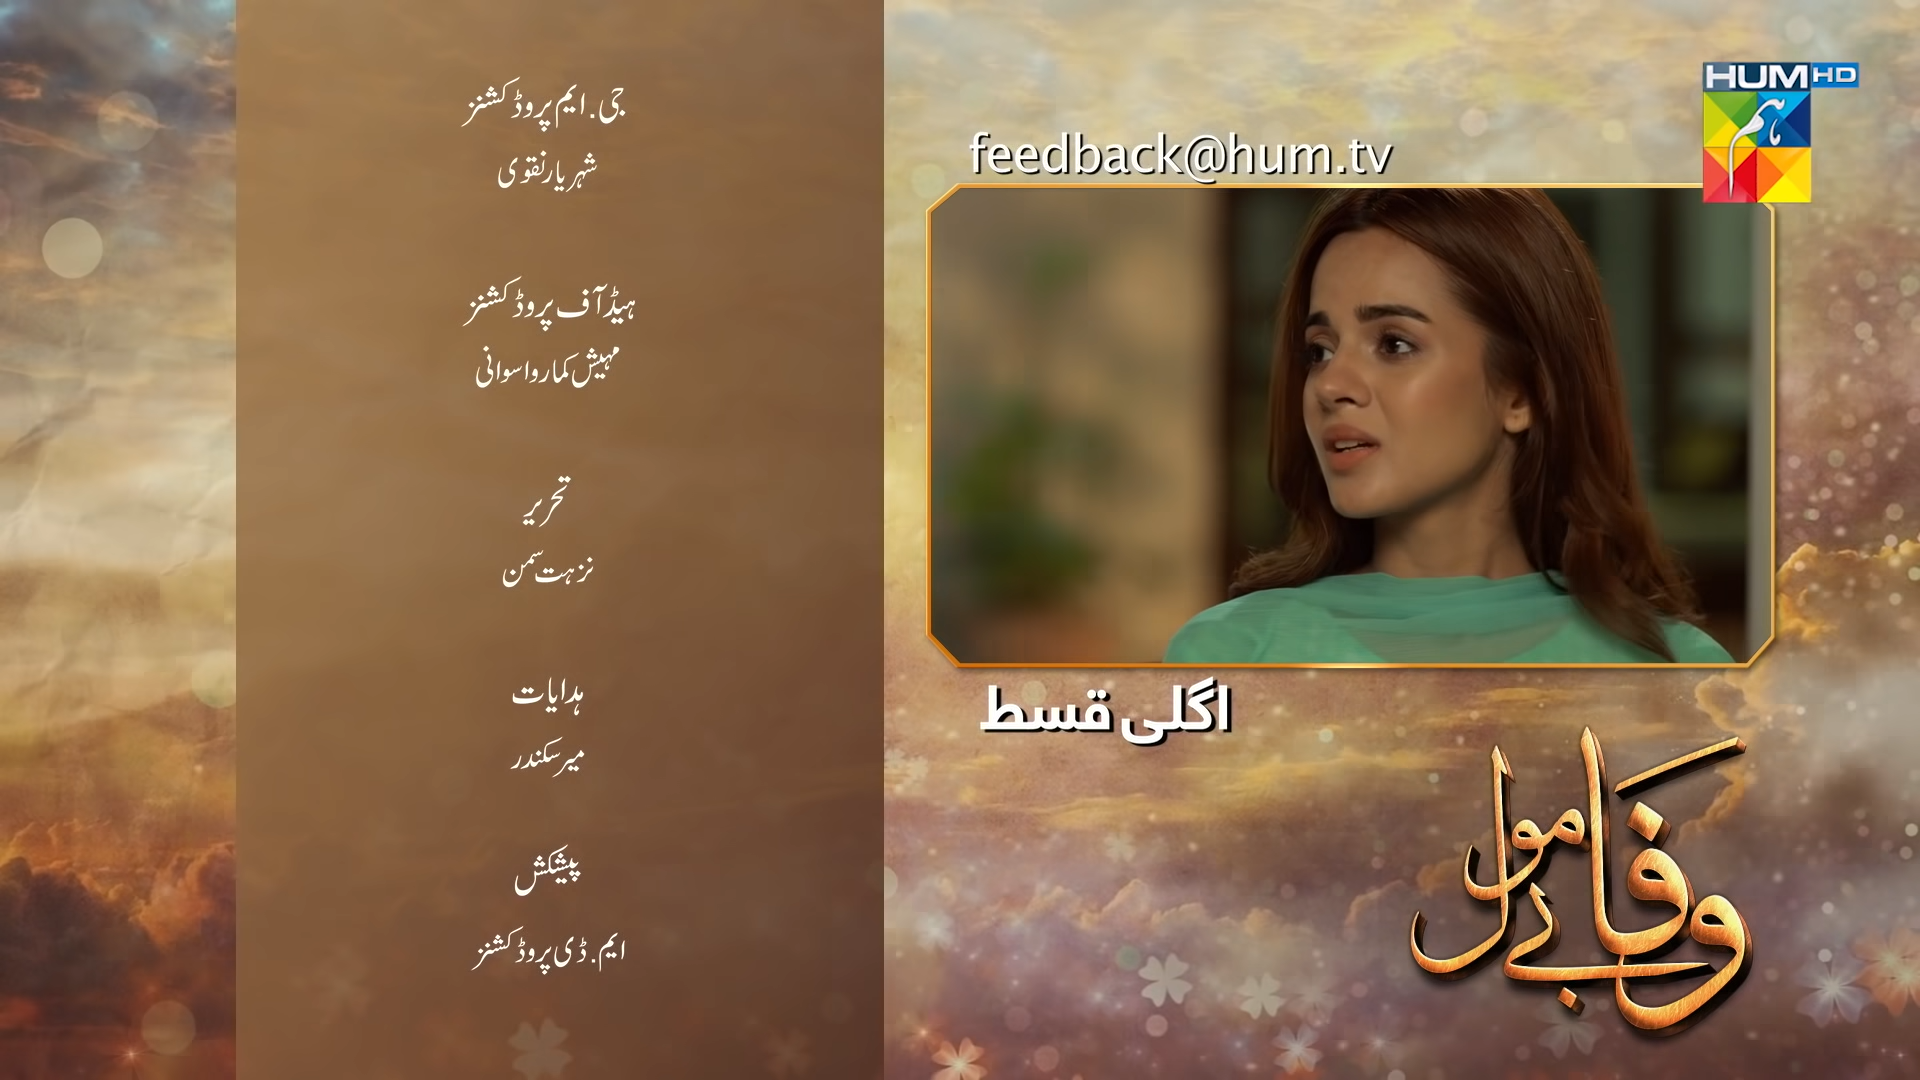 جی. ایم پروڈکشنز
شہریار نقوی
ہیڈ آف پروڈکشنز
مہیش کمار واسوانی
تحریر
نزہت سمن
ہدایات
میر سکندر
پیشکش
ایم. ڈی پروڈکشنز
HUM HD
ہم
feedback@hum.tv
اگلی قسط
وفا بے مول